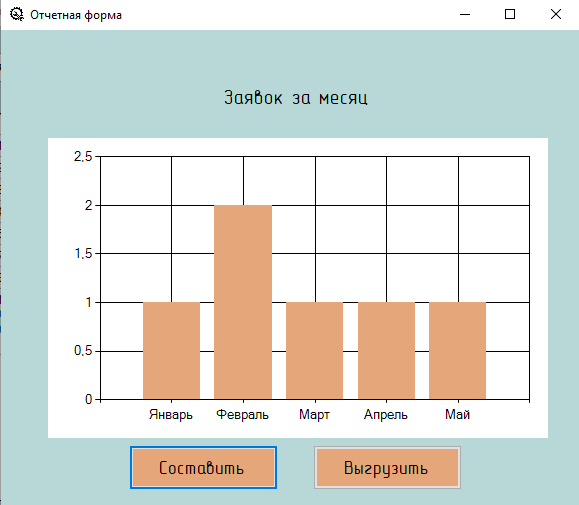 Отчетная форма
Заявок за месяц
2,5
2
1,5
1
0,5
0
Январь Февраль Март Апрель Май
Составить Выгрузить